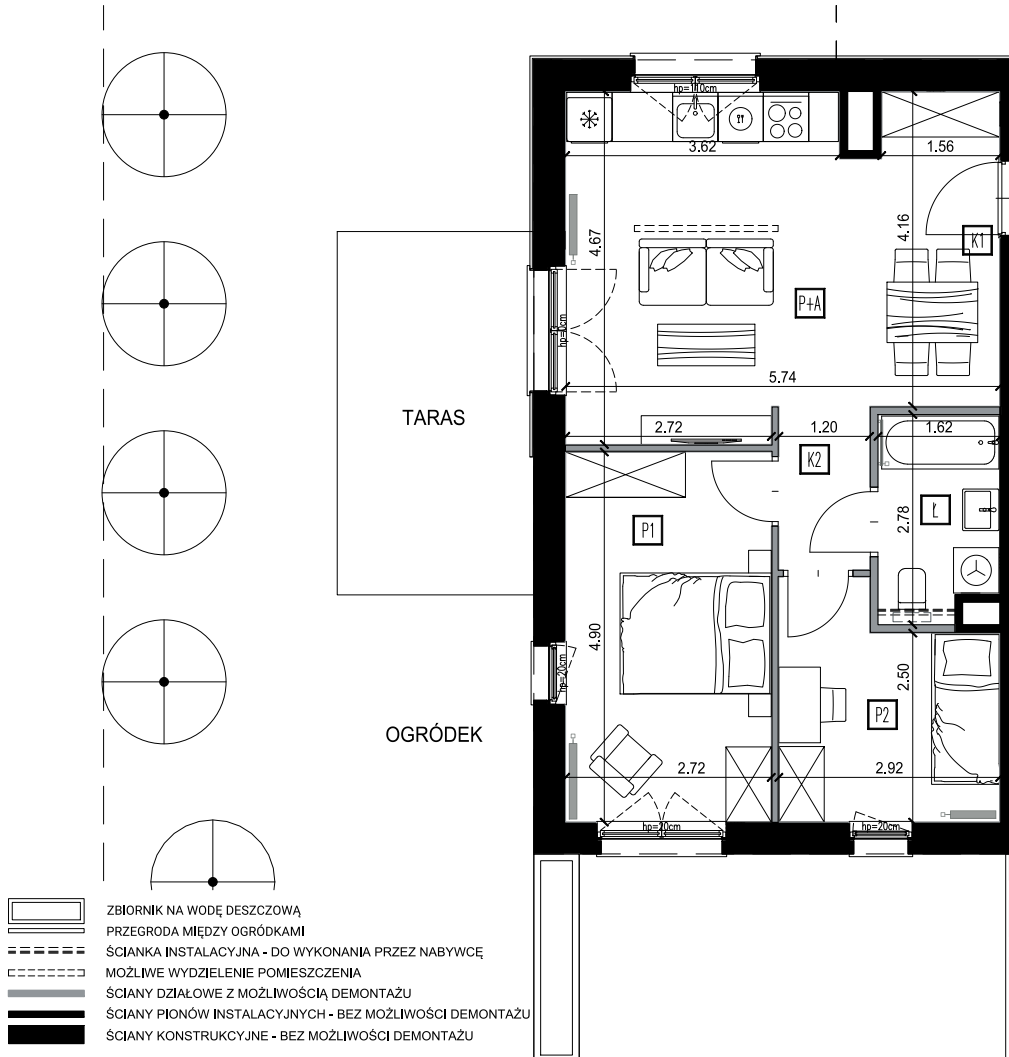 hp=110cm
3.62
1.56
4.67
4.16
K1
P+A
hp=0cm
5.74
TARAS
2.72
1.20
1.62
K2
P1
Ł
2.78
4.90
2.50
hp=20cm
P2
OGRÓDEK
2.72
2.92
hp=20cm
hp=20cm
ZBIORNIK NA WODĘ DESZCZOWĄ
PRZEGRODA MIĘDZY OGRÓDKAMI
ŚCIANKA INSTALACYJNA - DO WYKONANIA PRZEZ NABYWCĘ
MOŻLIWE WYDZIELENIE POMIESZCZENIA
ŚCIANY DZIAŁOWE Z MOŻLIWOŚCIĄ DEMONTAŻU
ŚCIANY PIONÓW INSTALACYJNYCH - BEZ MOŻLIWOŚCI DEMONTAŻU
ŚCIANY KONSTRUKCYJNE - BEZ MOŻLIWOŚCI DEMONTAŻU